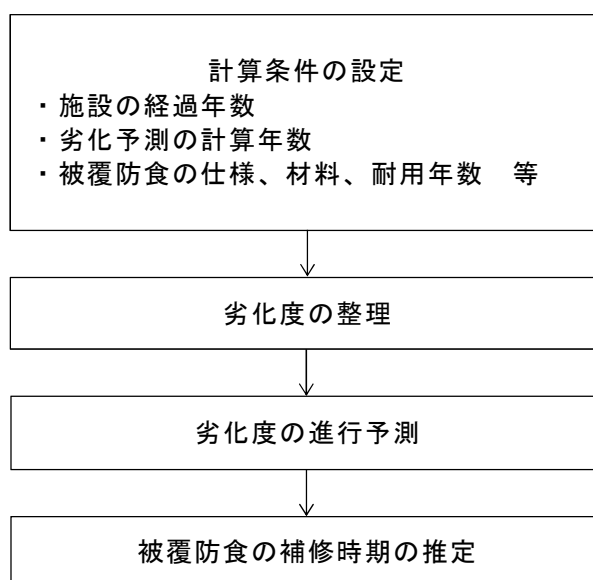 計算条件の設定
・施設の経過年数
・劣化予測の計算年数
・被覆防食の仕様、材料、耐用年数　等
劣化度の整理
劣化度の進行予測
被覆防食の補修時期の推定